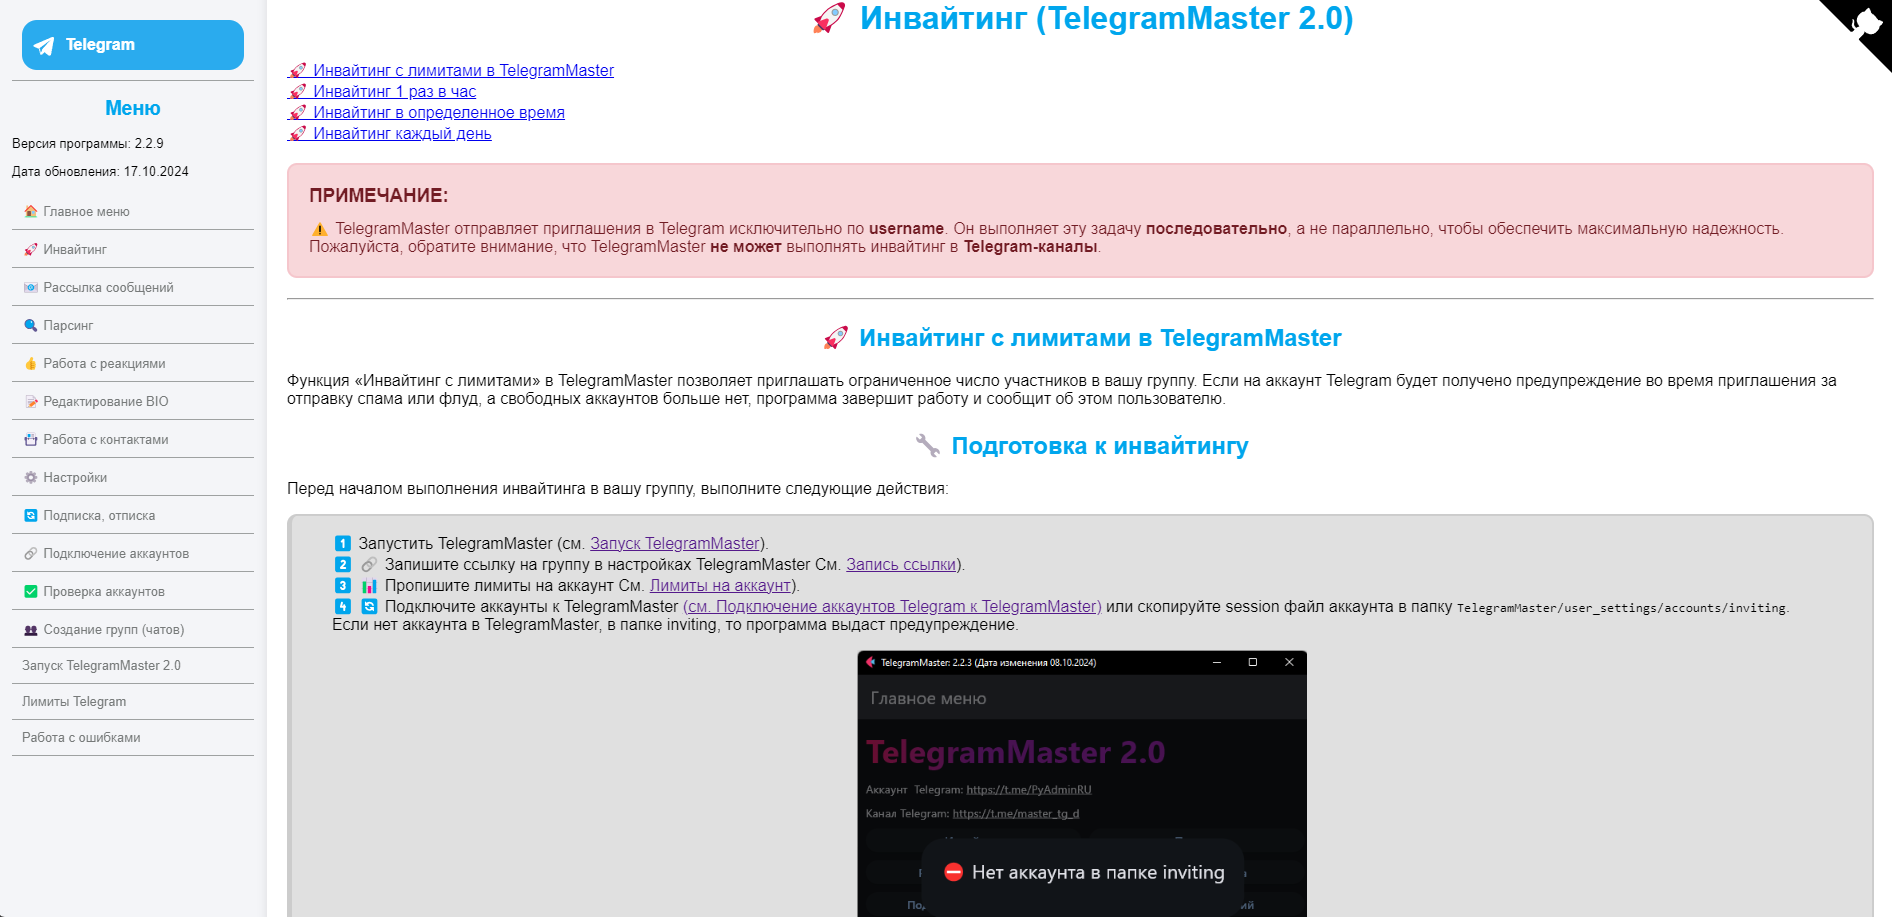 Telegram
Меню
Версия программы: 2.2.9
Дата обновления: 17.10.2024
Главное меню
Инвайтинг
Рассылка сообщений
Парсинг
Работа с реакциями
Редактирование BIO
Работа с контактами
Настройки
Подписка, отписка
Подключение аккаунтов
Проверка аккаунтов
Создание групп (чатов)
Запуск TelegramMaster 2.0
Лимиты Telegram
Работа с ошибками
🚀 Инвайтинг (TelegramMaster 2.0)
🚀 Инвайтинг с лимитами в TelegramMaster
🚀 Инвайтинг 1 раз в час
🚀 Инвайтинг в определенное время
🚀 Инвайтинг каждый день
ПРИМЕЧАНИЕ:
⚠️ TelegramMaster отправляет приглашения в Telegram исключительно по username. Он выполняет эту задачу последовательно, а не параллельно, чтобы обеспечить максимальную надежность.
Пожалуйста, обратите внимание, что TelegramMaster не может выполнять инвайтинг в Telegram-каналы.
🚀 Инвайтинг с лимитами в TelegramMaster
Функция «Инвайтинг с лимитами» в TelegramMaster позволяет приглашать ограниченное число участников в вашу группу. Если на аккаунт Telegram будет получено предупреждение во время приглашения за
отправку спама или флуд, а свободных аккаунтов больше нет, программа завершит работу и сообщит об этом пользователю.
🔧 Подготовка к инвайтингу
Перед началом выполнения инвайтинга в вашу группу, выполните следующие действия:
1️⃣ Запустить TelegramMaster (см. Запуск TelegramMaster).
2️⃣ 🔗 Запишите ссылку на группу в настройках TelegramMaster См. Запись ссылки).
3️⃣ 📊 Пропишите лимиты на аккаунт См. Лимиты на аккаунт).
4️⃣ 🔄 Подключите аккаунты к TelegramMaster (см. Подключение аккаунтов Telegram к TelegramMaster) или скопируйте session файл аккаунта в папку TelegramMaster/user_settings/accounts/inviting.
Если нет аккаунта в TelegramMaster, в папке inviting, то программа выдаст предупреждение.
TelegramMaster: 2.2.3 (Дата изменения 08.10.2024)
Главное меню
TelegramMaster 2.0
Аккаунт Telegram: https://t.me/PyAdminRU
Канал Telegram: https://t.me/master_tg_d
⛔ Нет аккаунта в папке inviting